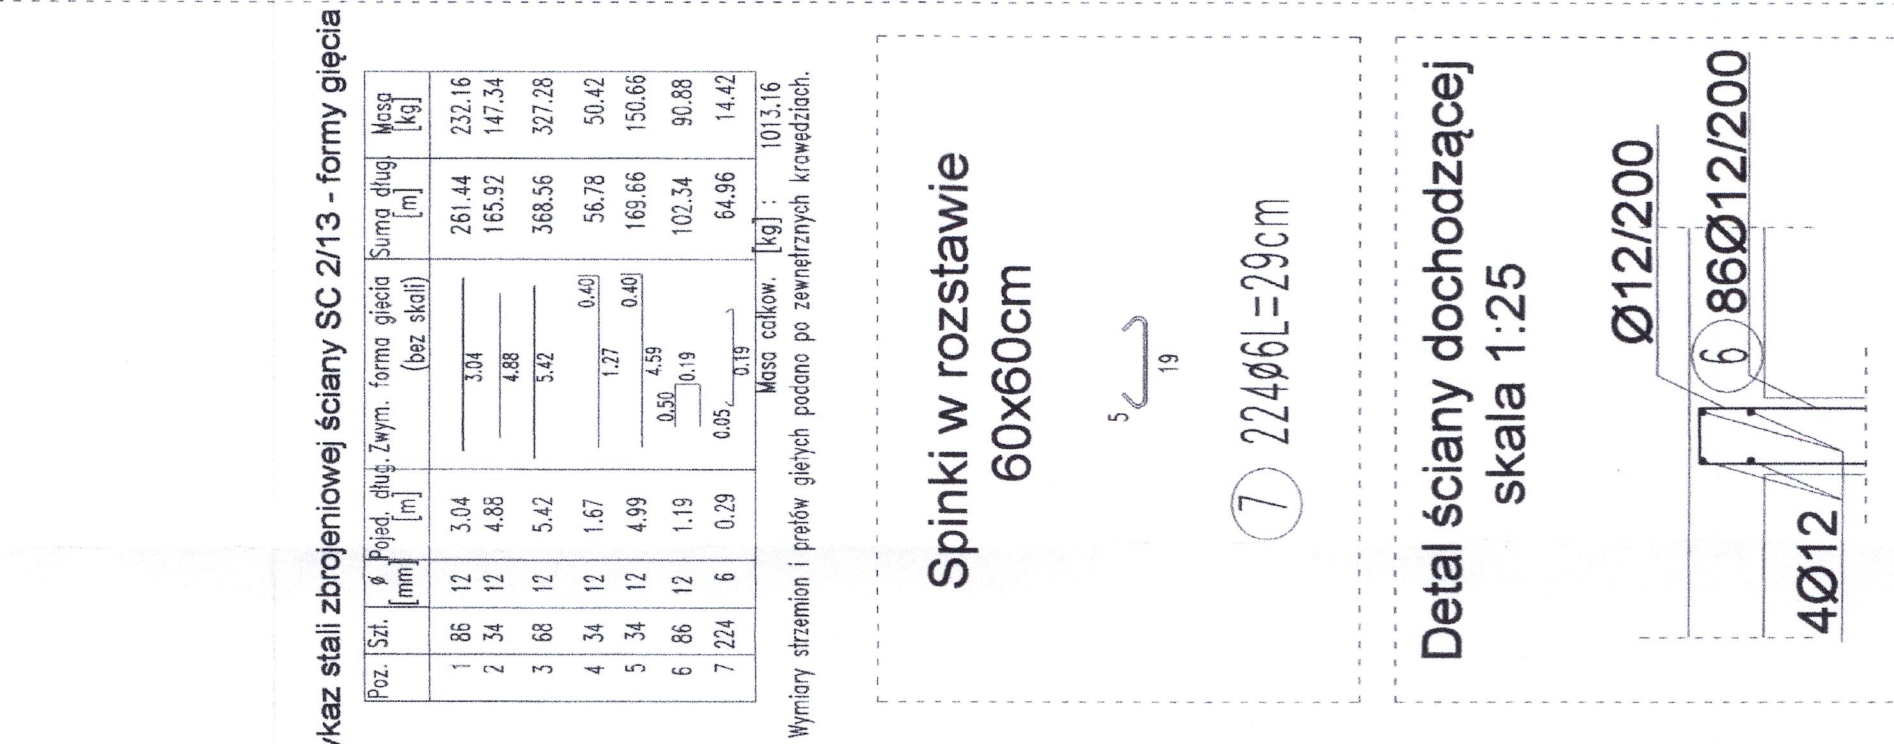 ykaz stali zbrojeniowej ściany SC 2/13 - formy gięcia
Poz. Szt. ø Pojed. dług. Zwym. forma gięcia Suma dług. Masa
[mm] [m] (bez skali) [m] [kg]
1 86 12 3.04 3.04 261.44 232.16
2 34 12 4.88 4.88 165.92 147.34
3 68 12 5.42 5.42 368.56 327.28
4 34 12 1.67 1.27 0.40 56.78 50.42
5 34 12 4.99 4.59 0.40 169.66 150.66
6 86 12 1.19 0.50 0.19 102.34 90.88
7 224 6 0.29 0.05 0.19 64.96 14.42
Masa całkow. [kg] : 1013.16
Wymiary strzemion i prętów giętych podano po zewnętrznych krawędziach.
Spinki w rozstawie
60x60cm
5
19
7 224ø6L=29cm
Detal ściany dochodzącej
skala 1:25
Ø12/200
6 86Ø12/200
4Ø12